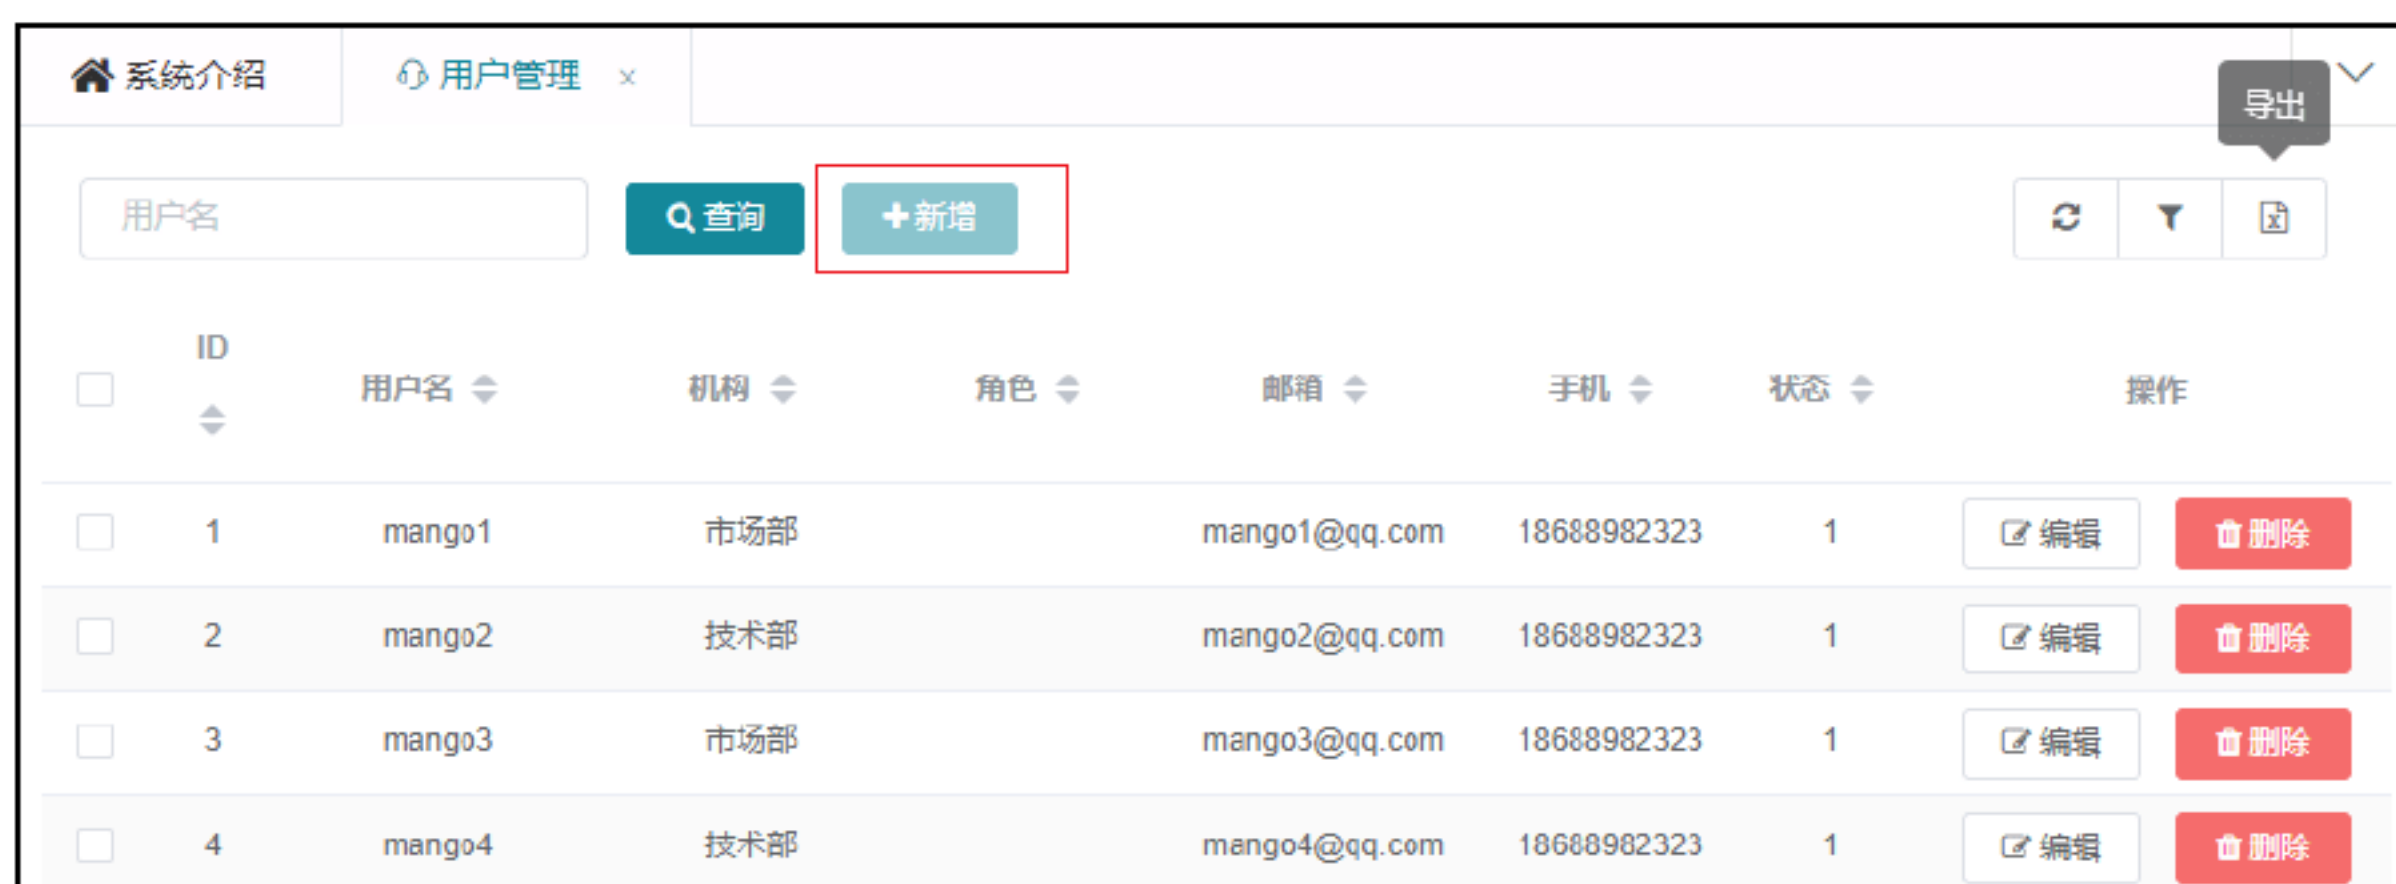 系统介绍 用户管理 x
导出
用户名 查询 +新增
ID 用户名 机构 角色 邮箱 手机 状态 操作
1 mango1 市场部 mango1@qq.com 18688982323 1 编辑 删除
2 mango2 技术部 mango2@qq.com 18688982323 1 编辑 删除
3 mango3 市场部 mango3@qq.com 18688982323 1 编辑 删除
4 mango4 技术部 mango4@qq.com 18688982323 1 编辑 删除